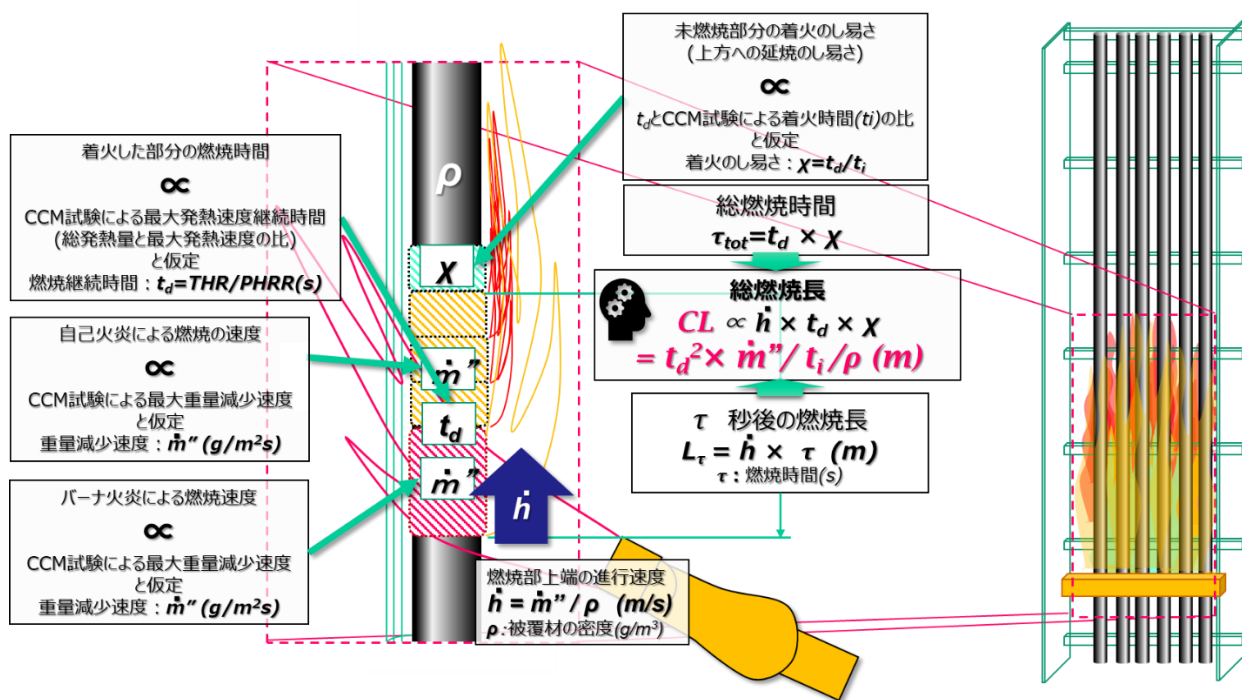 未燃焼部分の着火のし易さ
(上方への延焼のし易さ)
∝
t_dとCCM試験による着火時間(ti)の比
と仮定
着火のし易さ:χ=t_d/t_i
着火した部分の燃焼時間
∝
CCM試験による最大発熱速度継続時間
(総発熱量と最大発熱速度の比)
と仮定
燃焼継続時間:t_d=THR/PHRR(s)
自己火炎による燃焼の速度
∝
CCM試験による最大重量減少速度
と仮定
重量減少速度:ṁ″(g/m²s)
バーナ火炎による燃焼速度
∝
CCM試験による最大重量減少速度
と仮定
重量減少速度:ṁ″(g/m²s)
ρ
χ
ṁ″
t_d
ṁ″
ḣ
総燃焼時間
τ_tot=t_d × χ
総燃焼長
CL ∝ ḣ × t_d × χ
= t_d² × ṁ″/ t_i /ρ (m)
τ 秒後の燃焼長
L_τ = ḣ × τ (m)
τ:燃焼時間(s)
燃焼部上端の進行速度
ḣ = ṁ″ / ρ (m/s)
ρ:被覆材の密度(g/m³)